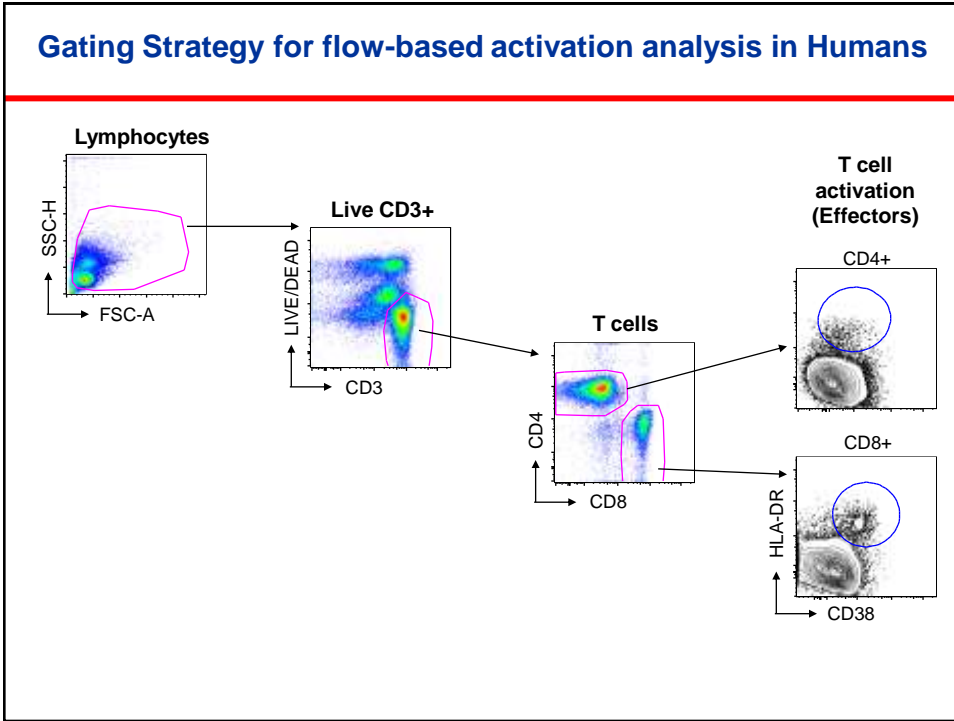 Gating Strategy for flow-based activation analysis in Humans
Lymphocytes
SSC-H
FSC-A
Live CD3+
LIVE/DEAD
CD3
T cells
CD4
CD8
T cell
activation
(Effectors)
CD4+
CD8+
HLA-DR
CD38